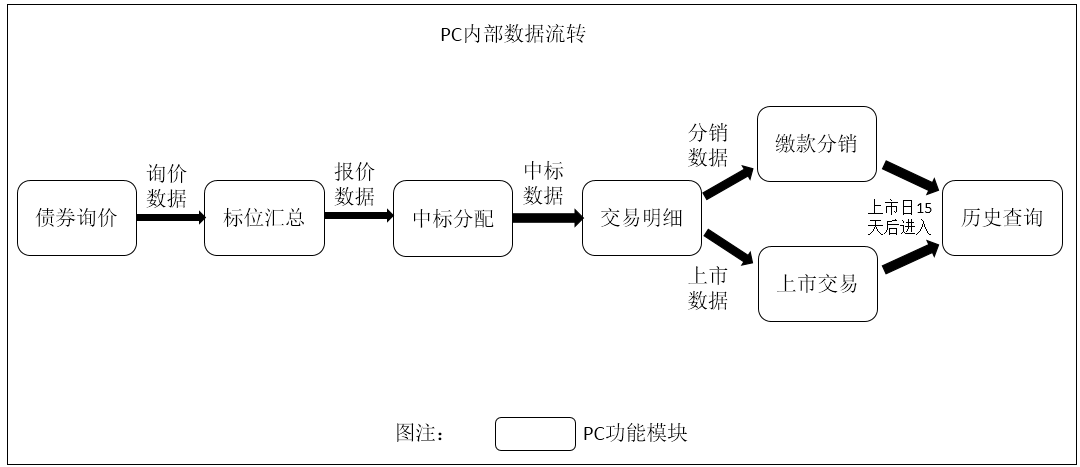 PC内部数据流转
债券询价
询价
数据
标位汇总
报价
数据
中标分配
中标
数据
交易明细
分销
数据
缴款分销
上市
数据
上市交易
上市日15
天后进入
历史查询
图注：
PC功能模块